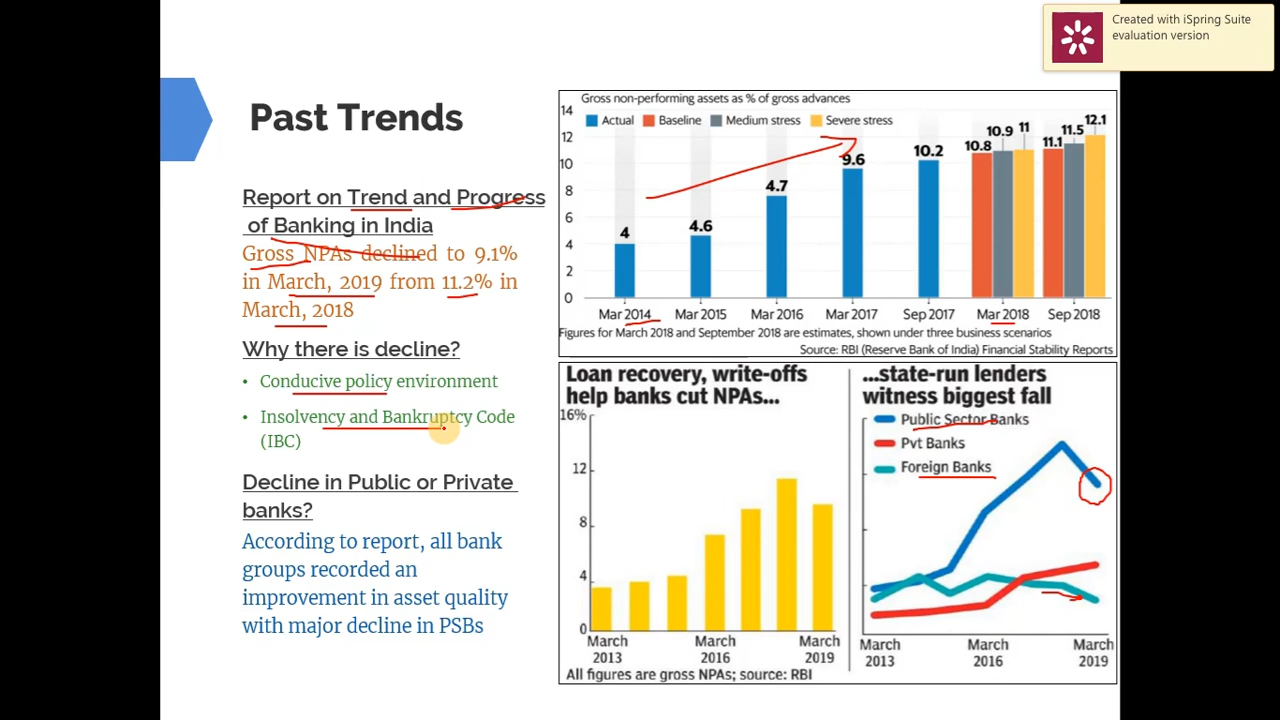 Created with iSpring Suite
evaluation version
Past Trends
Report on Trend and Progress
of Banking in India
Gross NPAs declined to 9.1%
in March, 2019 from 11.2% in
March, 2018
Why there is decline?
• Conducive policy environment
• Insolvency and Bankruptcy Code
(IBC)
Decline in Public or Private
banks?
According to report, all bank
groups recorded an
improvement in asset quality
with major decline in PSBs
Gross non-performing assets as % of gross advances
Actual Baseline Medium stress Severe stress
14
12
10
8
6
4
2
0
4
4.6
4.7
9.6
10.2
10.8 10.9 11
11.1 11.5 12.1
Mar 2014 Mar 2015 Mar 2016 Mar 2017 Sep 2017 Mar 2018 Sep 2018
Figures for March 2018 and September 2018 are estimates, shown under three business scenarios
Source: RBI (Reserve Bank of India) Financial Stability Reports
Loan recovery, write-offs
help banks cut NPAs...
16%
12
8
4
0
March March March
2013 2016 2019
All figures are gross NPAs; source: RBI
...state-run lenders
witness biggest fall
Public Sector Banks
Pvt Banks
Foreign Banks
March March March
2013 2016 2019